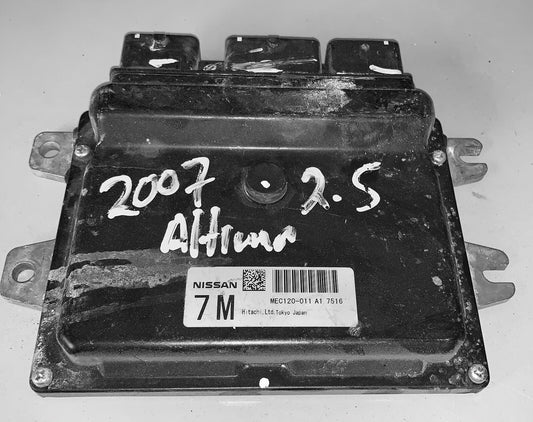 2007 2.5
Altima
NISSAN
7M
MEC120-011 A1 7516
Hitachi,Ltd.Tokyo Japan